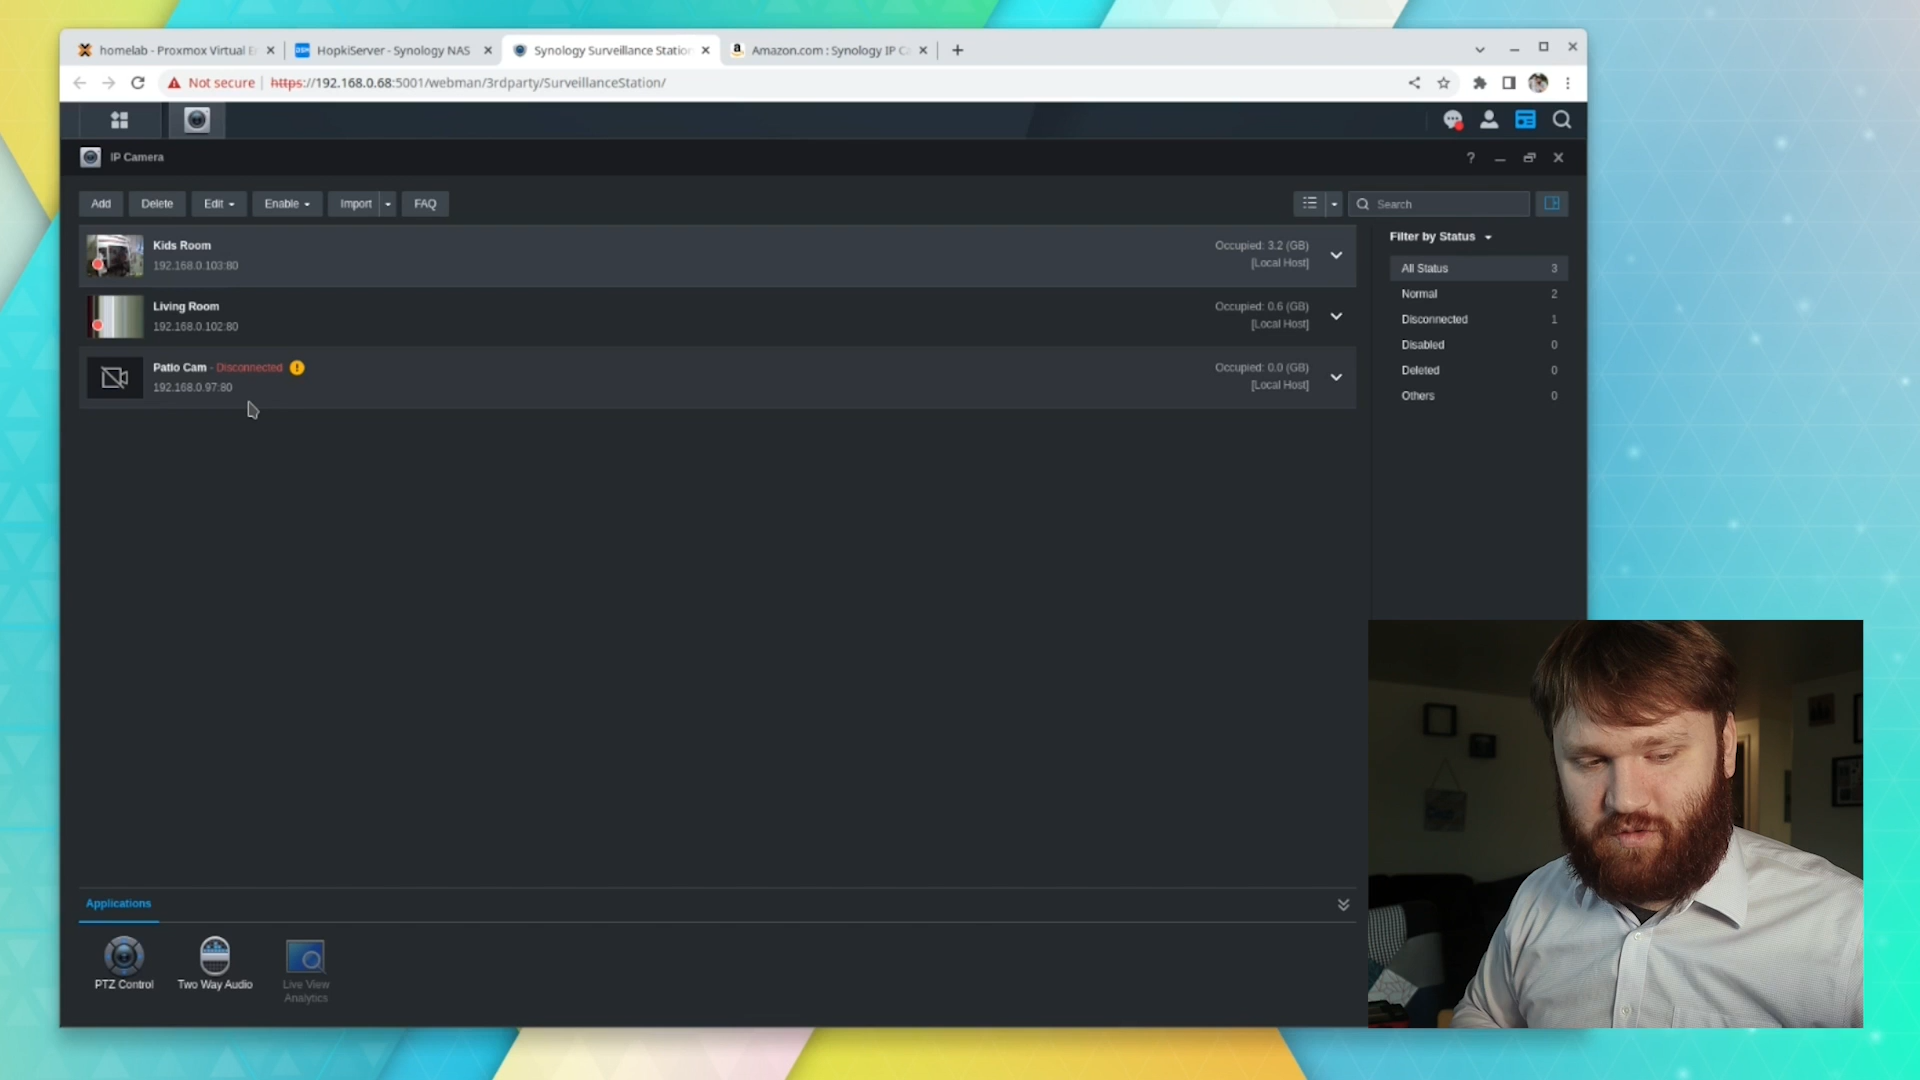 homelab - Proxmox Virtual E
HopkiServer - Synology NAS
Synology Surveillance Station
Amazon.com : Synology IP C
Not secure
https://192.168.0.68:5001/webman/3rdparty/SurveillanceStation/
IP Camera
?
Add
Delete
Edit
Enable
Import
FAQ
Search
Kids Room
192.168.0.103:80
Occupied: 3.2 (GB)
[Local Host]
Living Room
192.168.0.102:80
Occupied: 0.6 (GB)
[Local Host]
Patio Cam - Disconnected
192.168.0.97:80
Occupied: 0.0 (GB)
[Local Host]
Filter by Status
All Status 3
Normal 2
Disconnected 1
Disabled 0
Deleted 0
Others 0
Applications
PTZ Control
Two Way Audio
Live View
Analytics